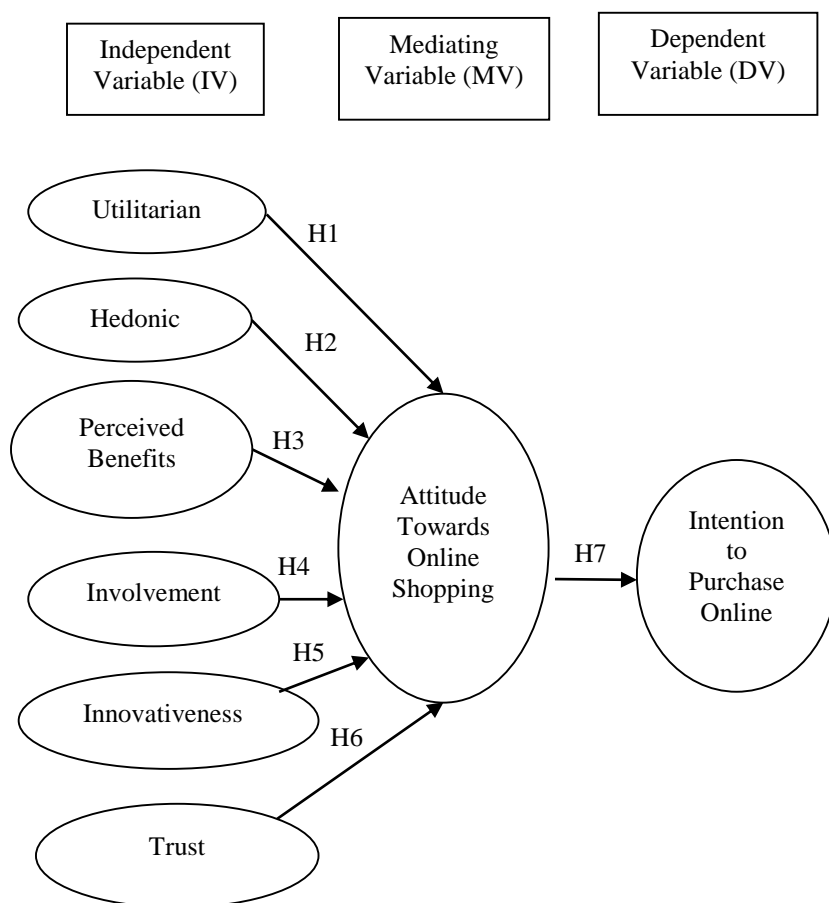 Independent
Variable (IV)
Mediating
Variable (MV)
Dependent
Variable (DV)
Utilitarian
H1
Hedonic
H2
Perceived
Benefits
H3
Attitude
Towards
Online
Shopping
Intention
to
Purchase
Online
H7
Involvement
H4
Innovativeness
H5
H6
Trust